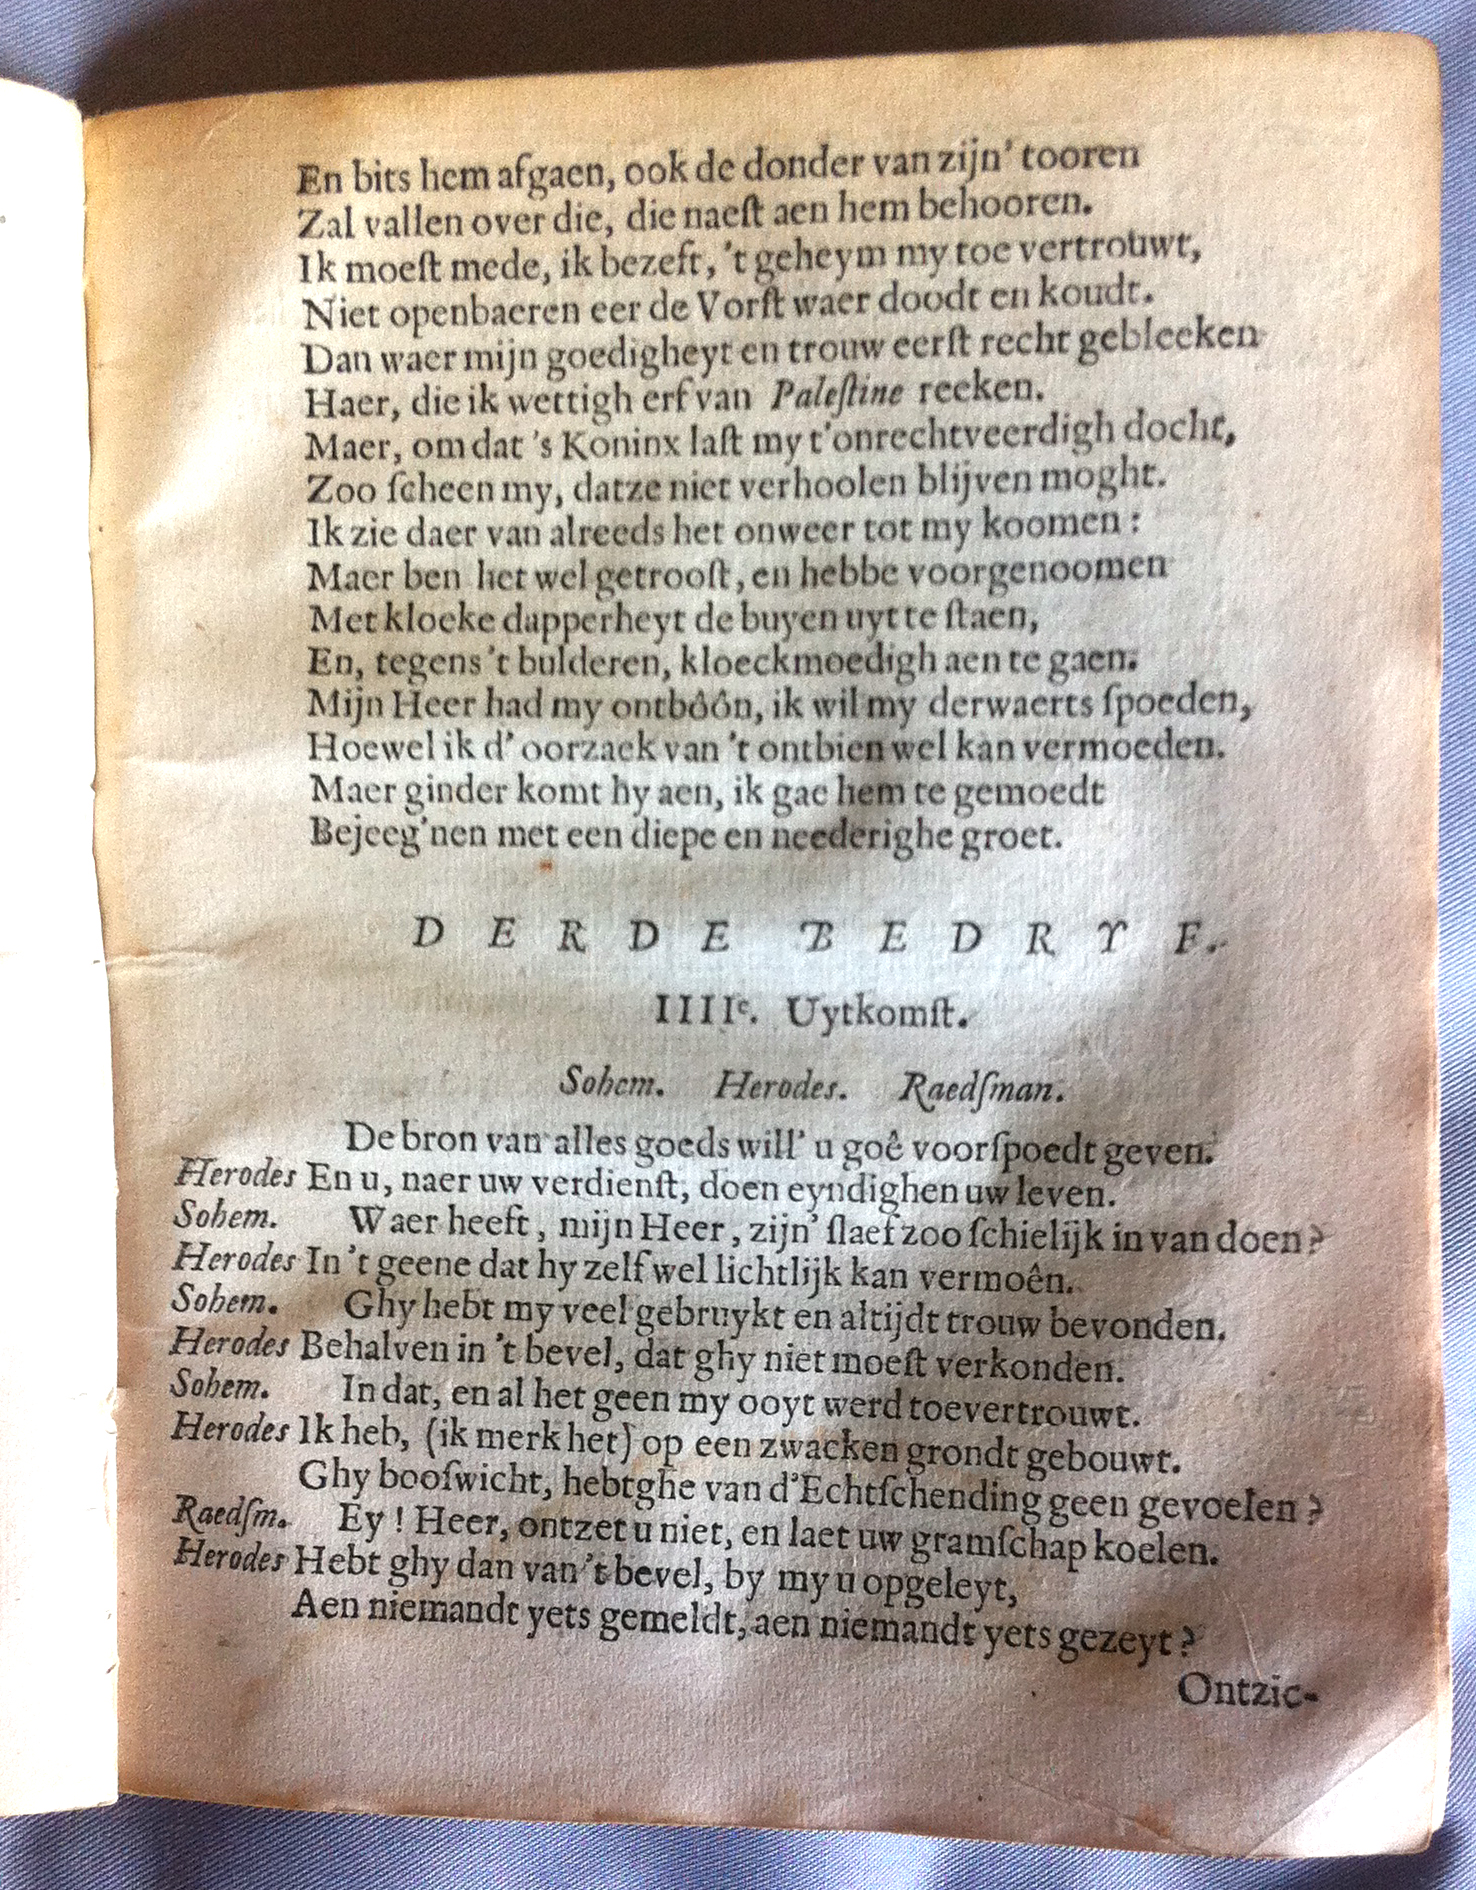 En bits hem afgaen, ook de donder van zijn' tooren
Zal vallen over die, die naeſt aen hem behooren.
Ik moeſt mede, ik bezeft, 't geheym my toe vertrouwt,
Niet openbaeren eer de Vorſt waer doodt en koudt.
Dan waer mijn goedigheyt en trouw eerſt recht gebleeken
Haer, die ik wettigh erf van Paleſtine reeken.
Maer, om dat 's Koninx laſt my t'onrechtveerdigh docht,
Zoo ſcheen my, datze niet verhoolen blijven moght.
Ik zie daer van alreeds het onweer tot my koomen:
Maer ben het wel getrooſt, en hebbe voorgenoomen
Met kloeke dapperheyt de buyen uyt te ſtaen,
En, tegens 't bulderen, kloeckmoedigh aen te gaen.
Mijn Heer had my ontbôôn, ik wil my derwaerts ſpoeden,
Hoewel ik d' oorzaek van 't ontbien wel kan vermoeden.
Maer ginder komt hy aen, ik gae hem te gemoedt
Bejeeg'nen met een diepe en neederighe groet.
DERDE BEDRYF.
IIIIe. Uytkomſt.
Sohem. Herodes. Raedſman.
De bron van alles goeds will' u goê voorſpoedt geven.
Herodes En u, naer uw verdienſt, doen eyndighen uw leven.
Sohem. Waer heeft, mijn Heer, zijn' ſlaef zoo ſchielijk in van doen?
Herodes In 't geene dat hy zelf wel lichtlijk kan vermoên.
Sohem. Ghy hebt my veel gebruykt en altijdt trouw bevonden.
Herodes Behalven in 't bevel, dat ghy niet moeſt verkonden.
Sohem. In dat, en al het geen my ooyt werd toevertrouwt.
Herodes Ik heb, (ik merk het) op een zwacken grondt gebouwt.
Ghy booſwicht, hebtghe van d'Echtſchending geen gevoelen?
Raedſm. Ey! Heer, ontzet u niet, en laet uw gramſchap koelen.
Herodes Hebt ghy dan van 't bevel, by my u opgeleyt,
Aen niemandt yets gemeldt, aen niemandt yets gezeyt?
Ontzic-